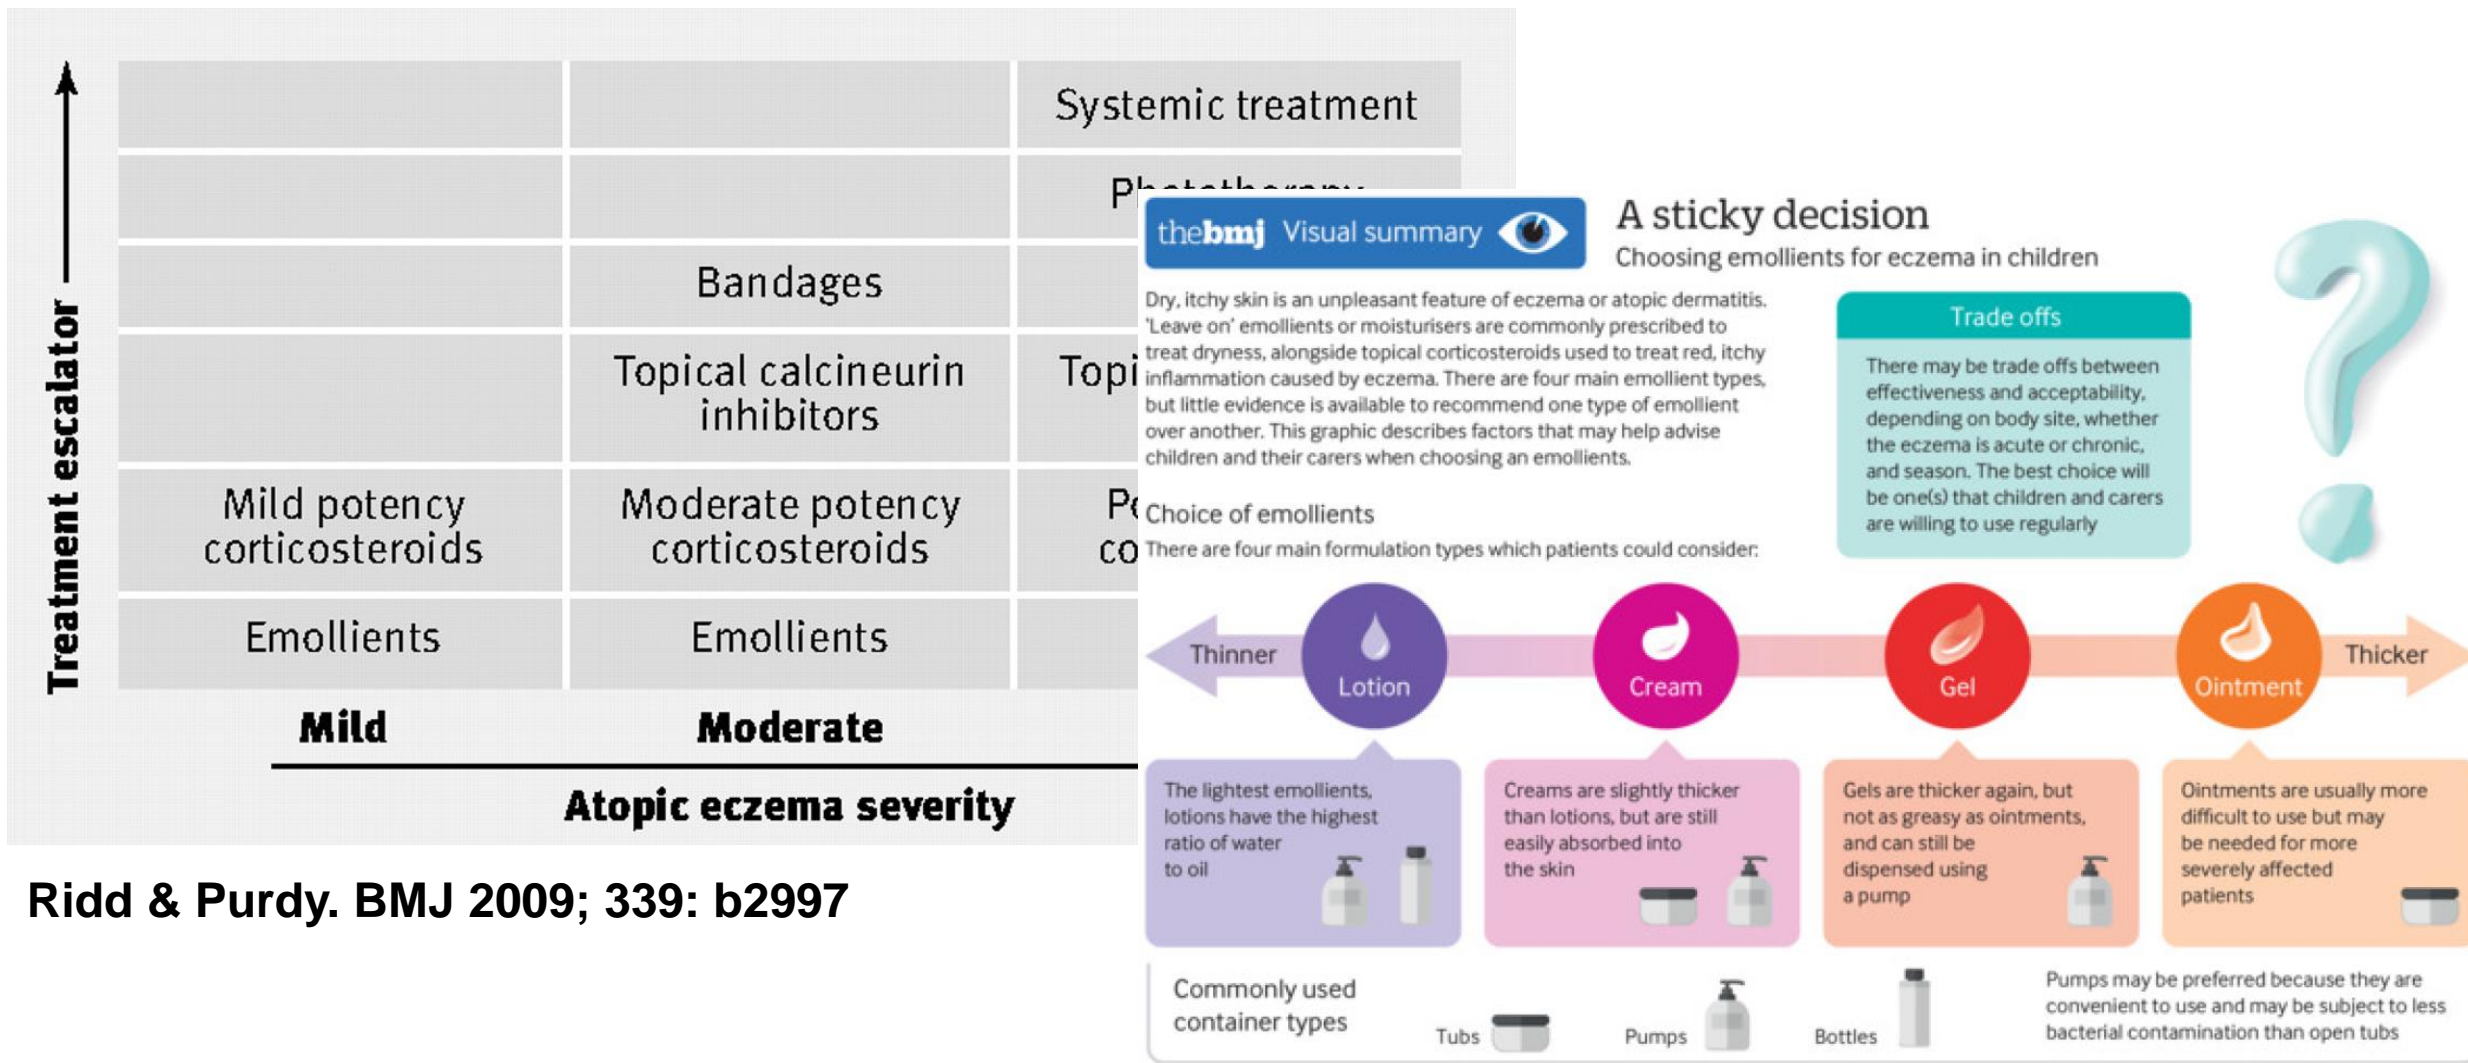 Treatment escalator
Systemic treatment
Bandages
Topical calcineurin
inhibitors
Mild potency
corticosteroids
Moderate potency
corticosteroids
Emollients
Emollients
Mild
Moderate
Atopic eczema severity
Ridd & Purdy. BMJ 2009; 339: b2997
thebmj Visual summary
A sticky decision
Choosing emollients for eczema in children
Dry, itchy skin is an unpleasant feature of eczema or atopic dermatitis.
'Leave on' emollients or moisturisers are commonly prescribed to
treat dryness, alongside topical corticosteroids used to treat red, itchy
inflammation caused by eczema. There are four main emollient types,
but little evidence is available to recommend one type of emollient
over another. This graphic describes factors that may help advise
children and their carers when choosing an emollients.
Trade offs
There may be trade offs between
effectiveness and acceptability,
depending on body site, whether
the eczema is acute or chronic,
and season. The best choice will
be one(s) that children and carers
are willing to use regularly
Choice of emollients
There are four main formulation types which patients could consider:
Thinner
Lotion
Cream
Gel
Ointment
Thicker
The lightest emollients,
lotions have the highest
ratio of water
to oil
Creams are slightly thicker
than lotions, but are still
easily absorbed into
the skin
Gels are thicker again, but
not as greasy as ointments,
and can still be
dispensed using
a pump
Ointments are usually more
difficult to use but may
be needed for more
severely affected
patients
Commonly used
container types
Tubs
Pumps
Bottles
Pumps may be preferred because they are
convenient to use and may be subject to less
bacterial contamination than open tubs